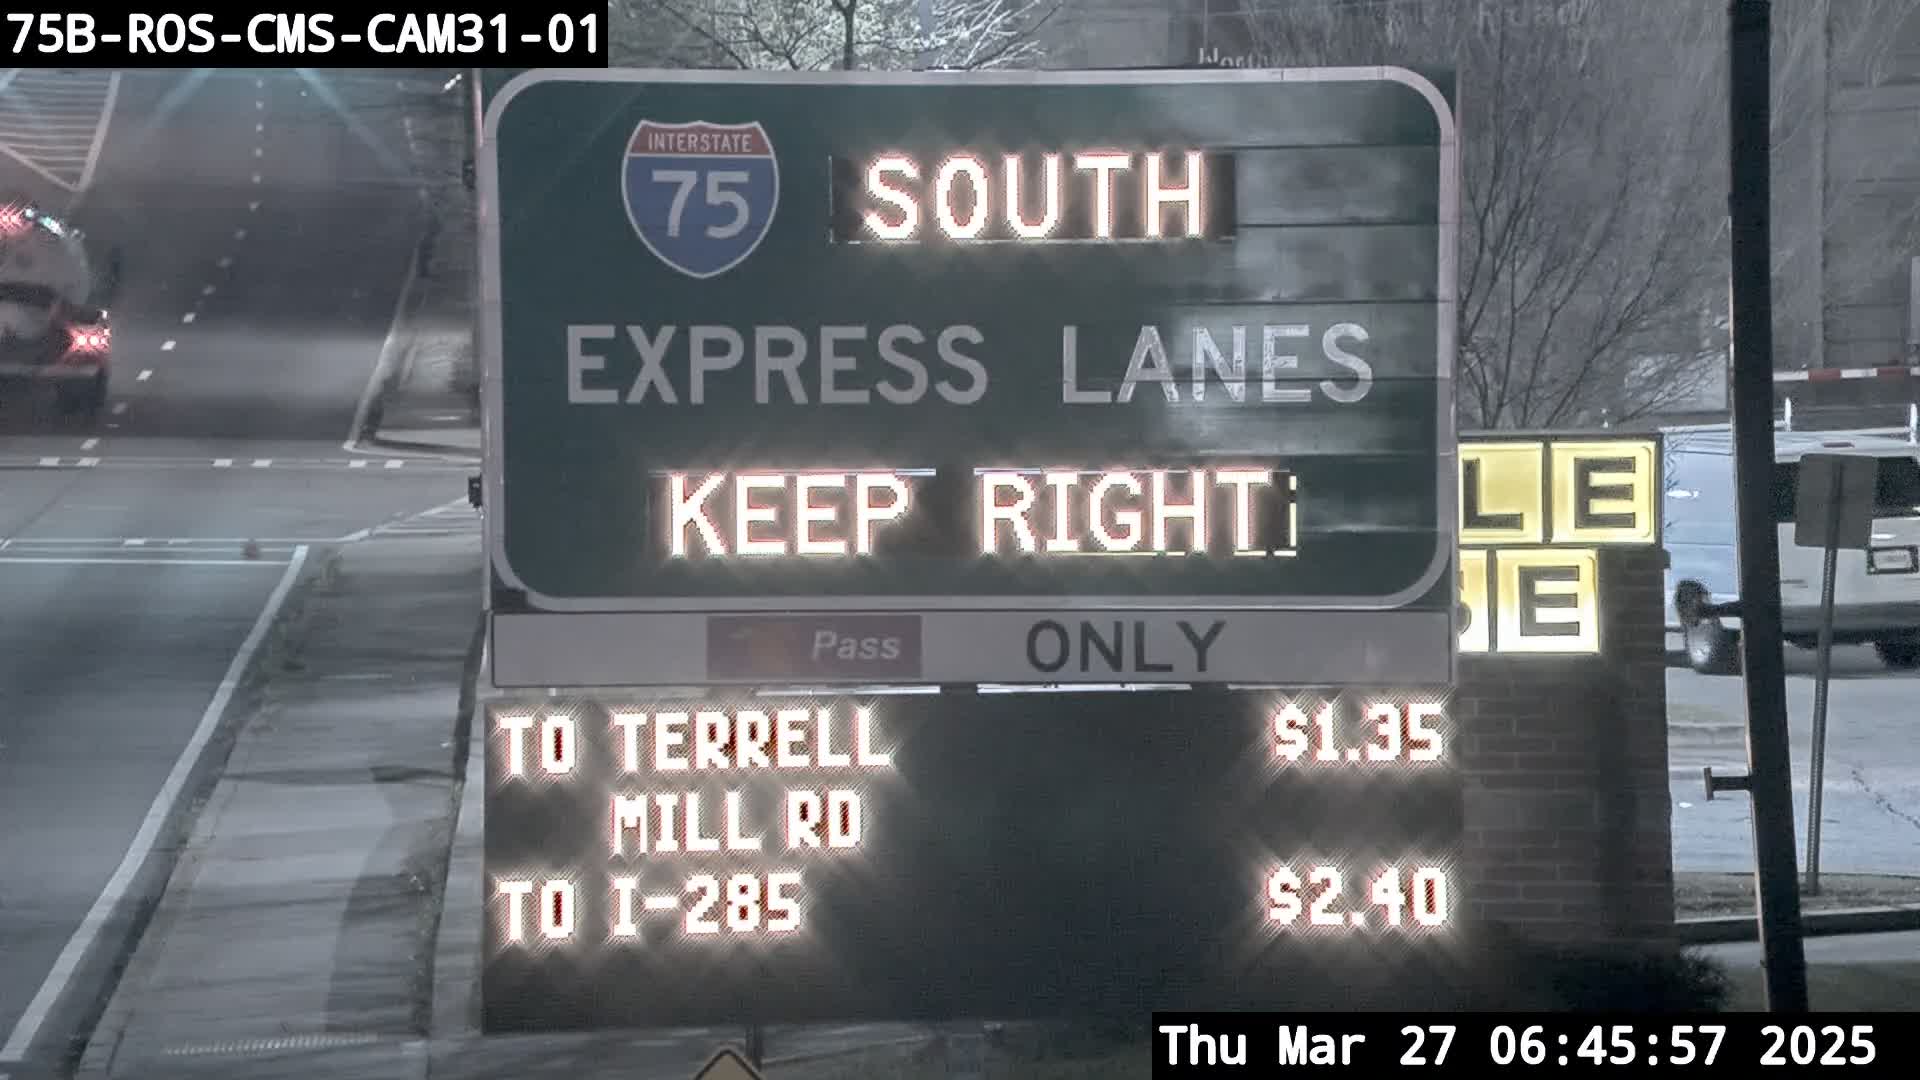 75B-ROS-CMS-CAM31-01
INTERSTATE
75
SOUTH
EXPRESS LANES
KEEP RIGHT
Pass ONLY
TO TERRELL $1.35
MILL RD
TO I-285 $2.40
LE
E
Thu Mar 27 06:45:57 2025